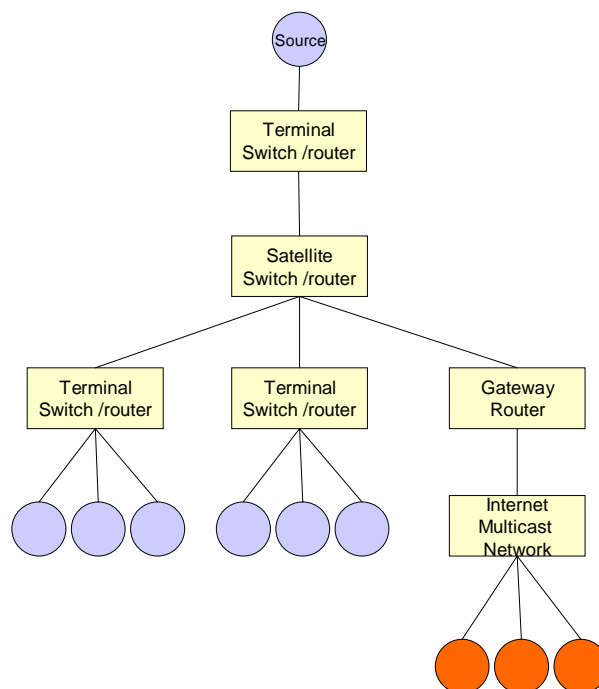 Source
Terminal
Switch /router
Satellite
Switch /router
Terminal
Switch /router
Terminal
Switch /router
Gateway
Router
Internet
Multicast
Network